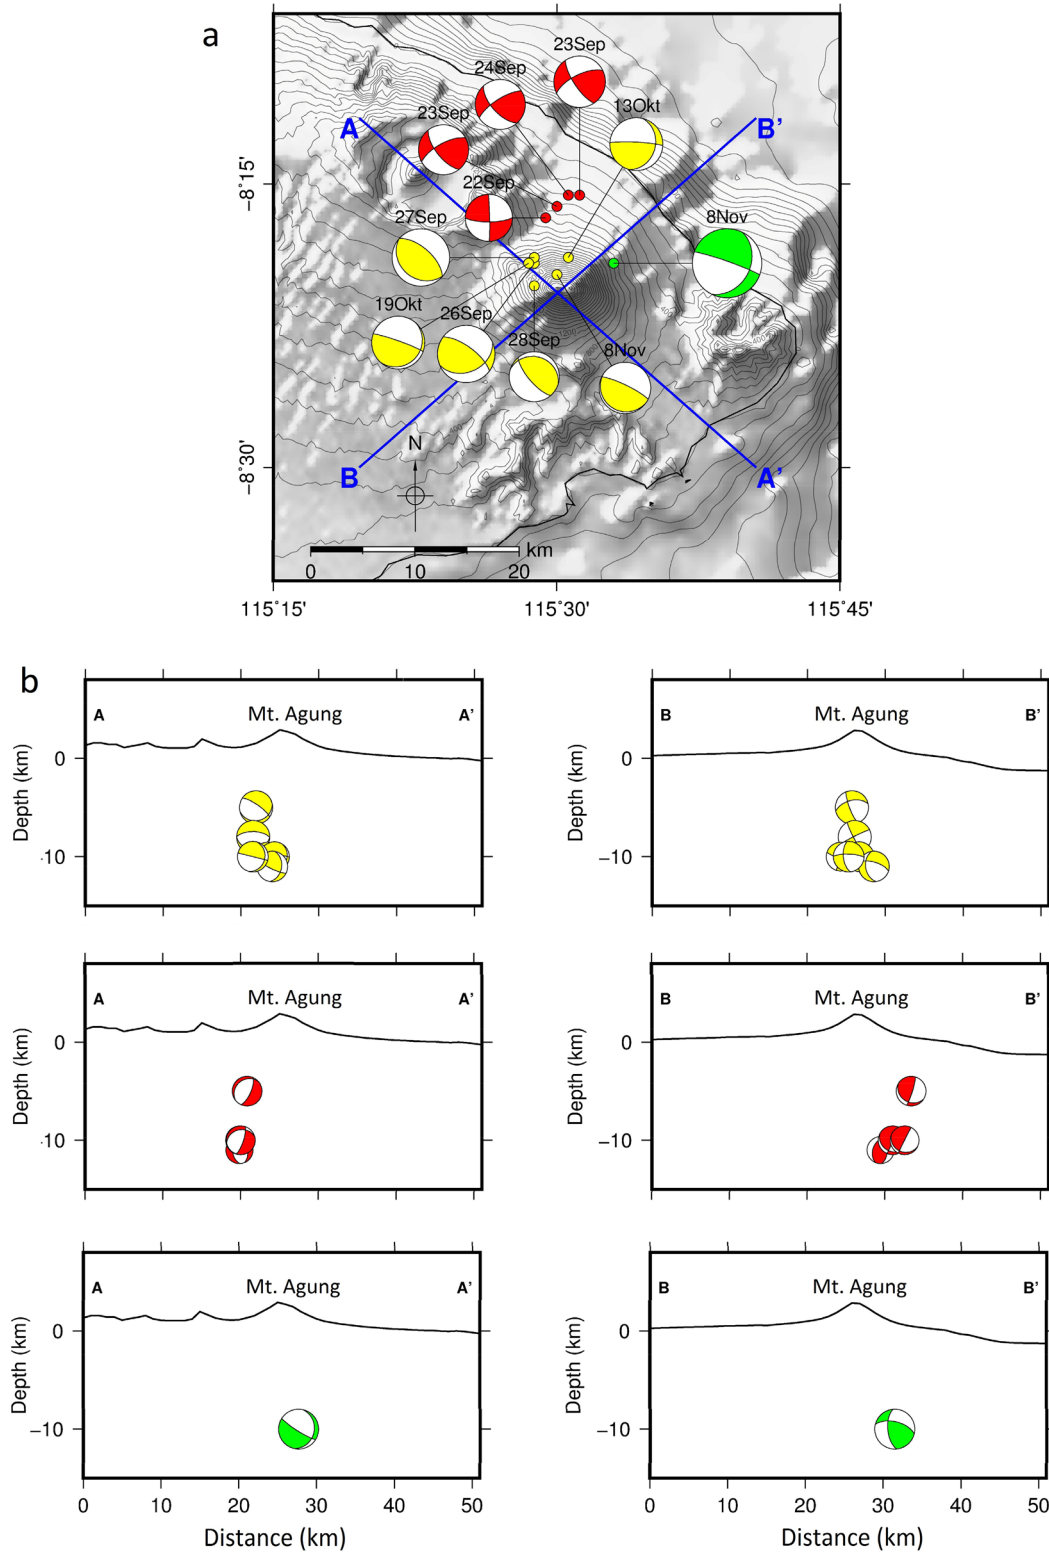 a
23Sep
24Sep
13Okt
23Sep
A
B’
−8˚15'
22Sep
27Sep
8Nov
19Okt
26Sep
28Sep
8Nov
1200
400
400
N
−8˚30'
B
A’
km
0 10 20
115˚15' 115˚30' 115˚45'
b
A Mt. Agung A’
Depth (km)
0
·10
B Mt. Agung B’
Depth (km)
0
−10
A Mt. Agung A’
Depth (km)
0
·10
B Mt. Agung B’
Depth (km)
0
−10
A Mt. Agung A’
Depth (km)
0
−10
0 10 20 30 40 50
Distance (km)
B Mt. Agung B’
Depth (km)
0
−10
0 10 20 30 40 50
Distance (km)